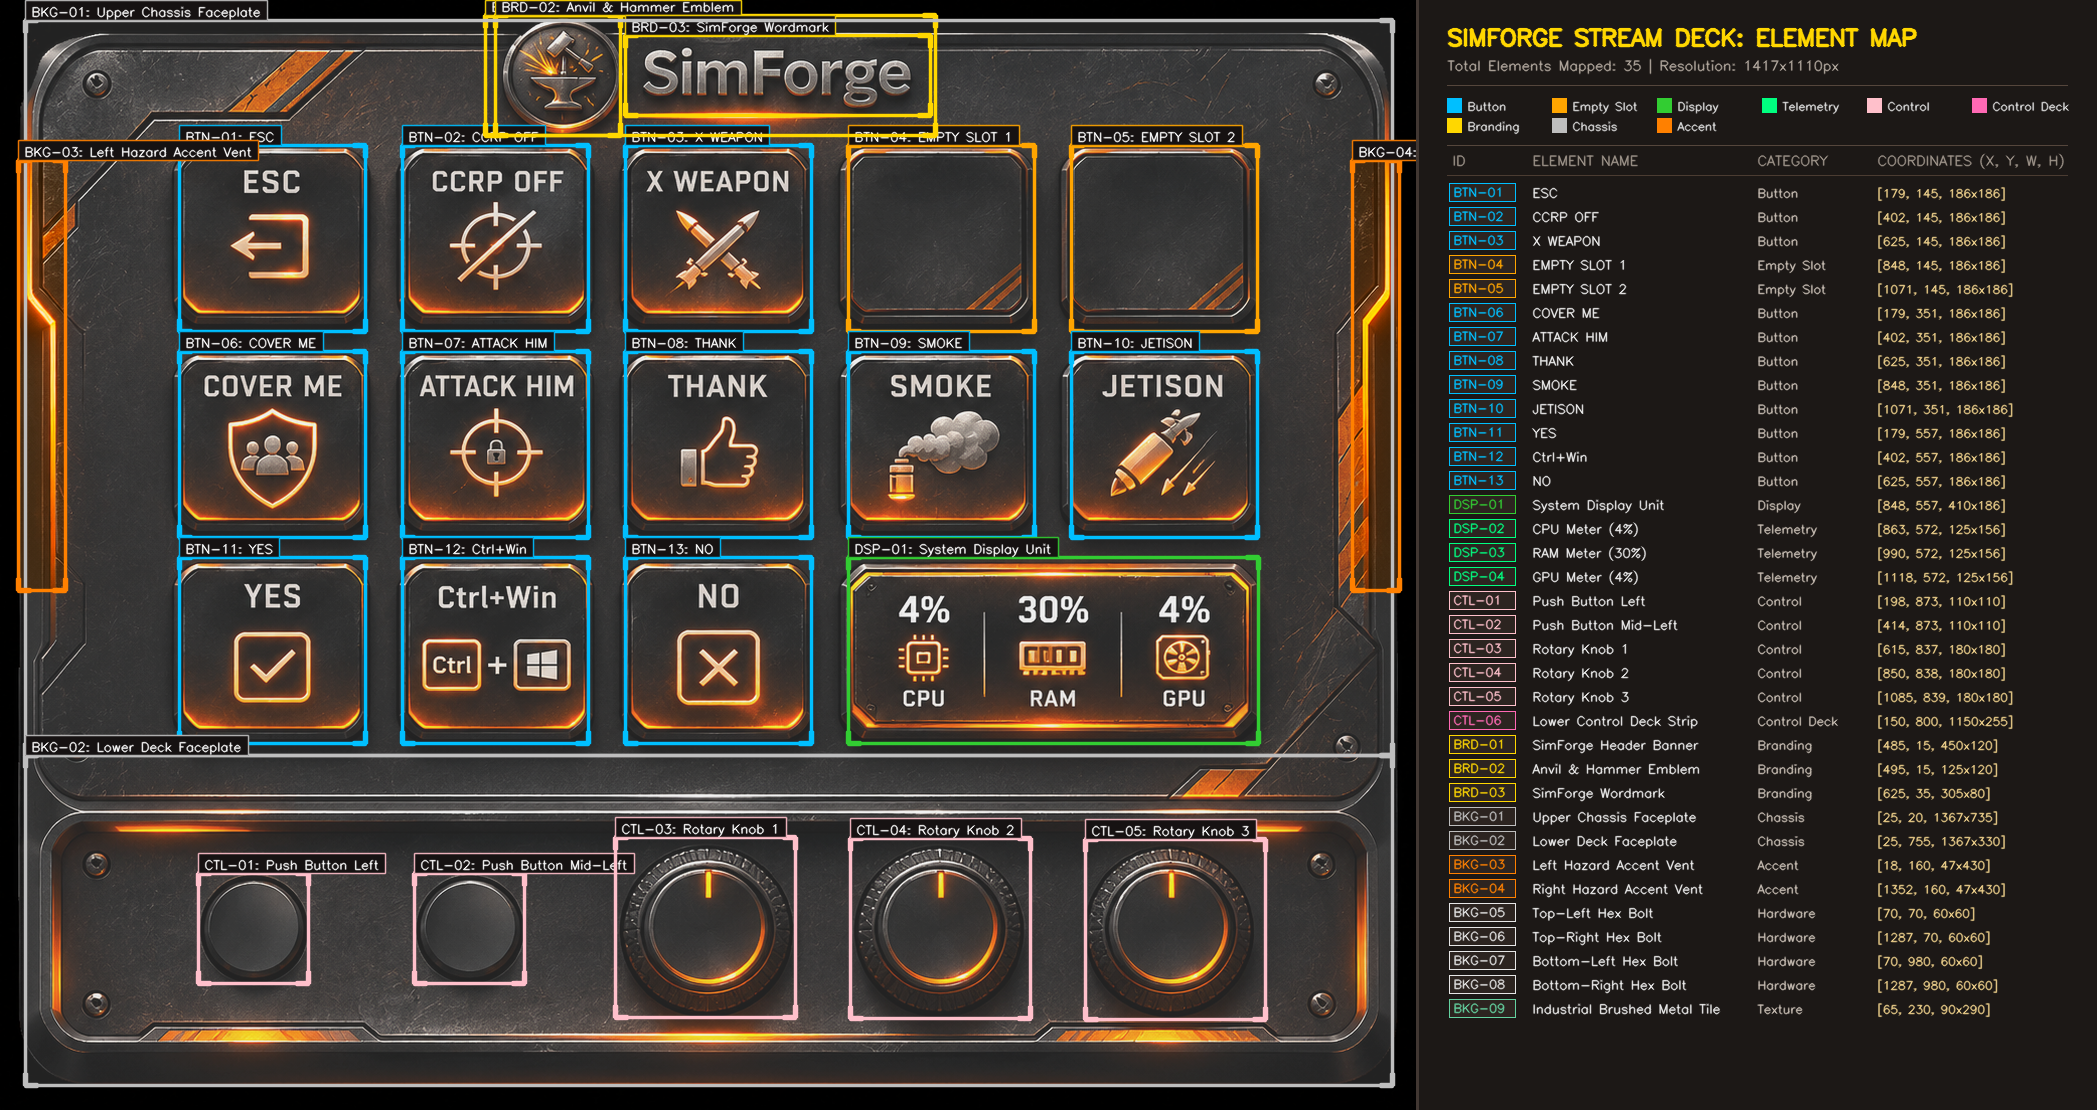 BKG-01: Upper Chassis Faceplate
BRD-02: Anvil & Hammer Emblem
BRD-03: SimForge Wordmark
SimForge
BTN-01: ESC
BTN-02: CCRP OFF
BTN-03: X WEAPON
BTN-04: EMPTY SLOT 1
BTN-05: EMPTY SLOT 2
BKG-03: Left Hazard Accent Vent
BKG-04:
ESC
CCRP OFF
X WEAPON
BTN-06: COVER ME
BTN-07: ATTACK HIM
BTN-08: THANK
BTN-09: SMOKE
BTN-10: JETISON
COVER ME
ATTACK HIM
THANK
SMOKE
JETISON
BTN-11: YES
BTN-12: Ctrl+Win
BTN-13: NO
DSP-01: System Display Unit
YES
Ctrl+Win
NO
4%
30%
4%
Ctrl +
CPU
RAM
GPU
BKG-02: Lower Deck Faceplate
CTL-03: Rotary Knob 1
CTL-04: Rotary Knob 2
CTL-05: Rotary Knob 3
CTL-01: Push Button Left
CTL-02: Push Button Mid-Left
SIMFORGE STREAM DECK: ELEMENT MAP
Total Elements Mapped: 35 | Resolution: 1417x1110px
Button
Empty Slot
Display
Telemetry
Control
Control Deck
Branding
Chassis
Accent
ID ELEMENT NAME CATEGORY COORDINATES (X, Y, W, H)
BTN-01 ESC Button [179, 145, 186x186]
BTN-02 CCRP OFF Button [402, 145, 186x186]
BTN-03 X WEAPON Button [625, 145, 186x186]
BTN-04 EMPTY SLOT 1 Empty Slot [848, 145, 186x186]
BTN-05 EMPTY SLOT 2 Empty Slot [1071, 145, 186x186]
BTN-06 COVER ME Button [179, 351, 186x186]
BTN-07 ATTACK HIM Button [402, 351, 186x186]
BTN-08 THANK Button [625, 351, 186x186]
BTN-09 SMOKE Button [848, 351, 186x186]
BTN-10 JETISON Button [1071, 351, 186x186]
BTN-11 YES Button [179, 557, 186x186]
BTN-12 Ctrl+Win Button [402, 557, 186x186]
BTN-13 NO Button [625, 557, 186x186]
DSP-01 System Display Unit Display [848, 557, 410x186]
DSP-02 CPU Meter (4%) Telemetry [863, 572, 125x156]
DSP-03 RAM Meter (30%) Telemetry [990, 572, 125x156]
DSP-04 GPU Meter (4%) Telemetry [1118, 572, 125x156]
CTL-01 Push Button Left Control [198, 873, 110x110]
CTL-02 Push Button Mid-Left Control [414, 873, 110x110]
CTL-03 Rotary Knob 1 Control [615, 837, 180x180]
CTL-04 Rotary Knob 2 Control [850, 838, 180x180]
CTL-05 Rotary Knob 3 Control [1085, 839, 180x180]
CTL-06 Lower Control Deck Strip Control Deck [150, 800, 1150x255]
BRD-01 SimForge Header Banner Branding [485, 15, 450x120]
BRD-02 Anvil & Hammer Emblem Branding [495, 15, 125x120]
BRD-03 SimForge Wordmark Branding [625, 35, 305x80]
BKG-01 Upper Chassis Faceplate Chassis [25, 20, 1367x735]
BKG-02 Lower Deck Faceplate Chassis [25, 755, 1367x330]
BKG-03 Left Hazard Accent Vent Accent [18, 160, 47x430]
BKG-04 Right Hazard Accent Vent Accent [1352, 160, 47x430]
BKG-05 Top-Left Hex Bolt Hardware [70, 70, 60x60]
BKG-06 Top-Right Hex Bolt Hardware [1287, 70, 60x60]
BKG-07 Bottom-Left Hex Bolt Hardware [70, 980, 60x60]
BKG-08 Bottom-Right Hex Bolt Hardware [1287, 980, 60x60]
BKG-09 Industrial Brushed Metal Tile Texture [65, 230, 90x290]